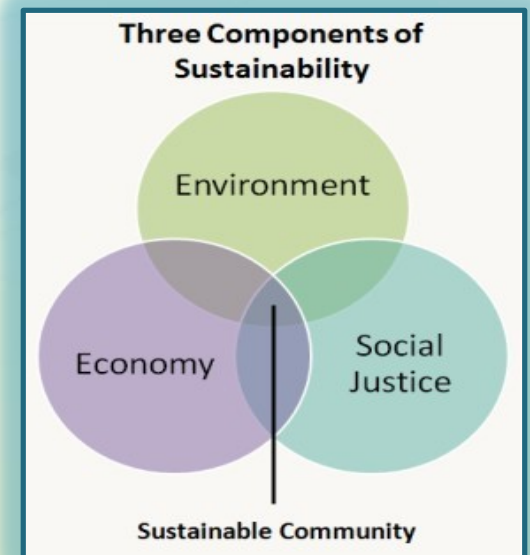 Three Components of
Sustainability
Environment
Economy
Social
Justice
Sustainable Community